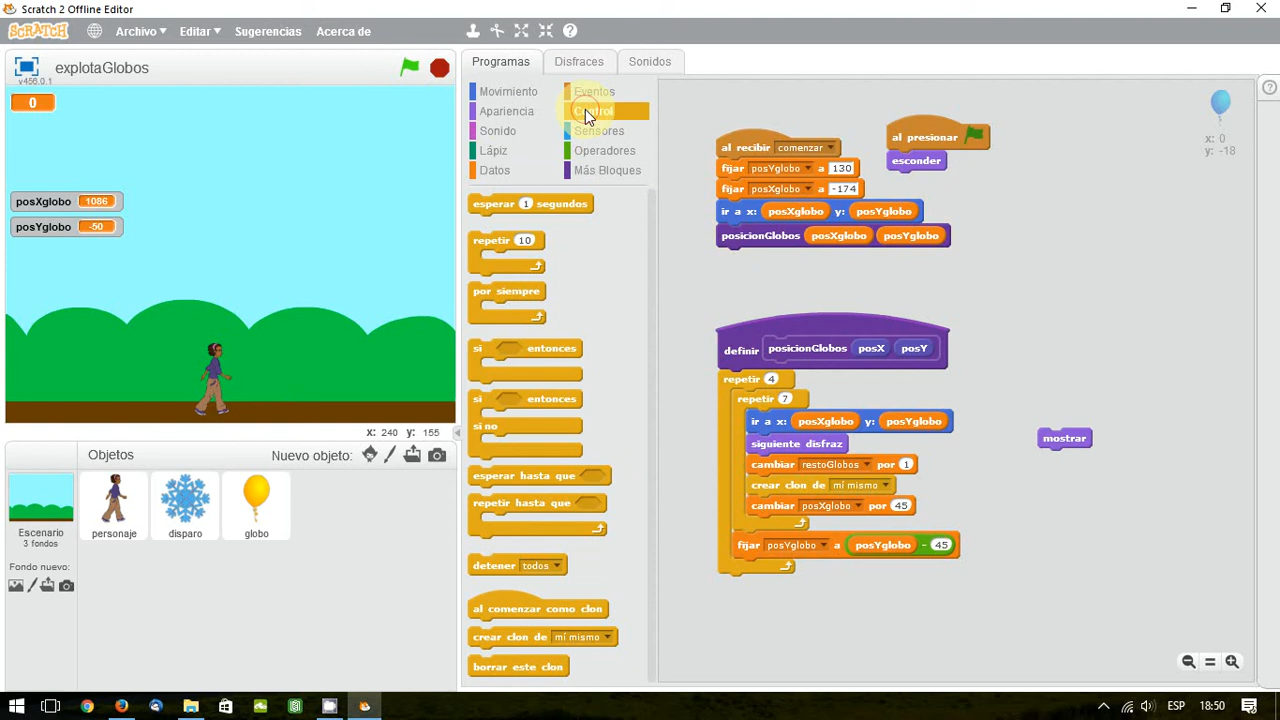 Scratch 2 Offline Editor
SCRATCH Archivo Editar Sugerencias Acerca de
explotaGlobos
v456.0.1
0
posXglobo 1086
posYglobo -50
x: 240 y: 155
Objetos Nuevo objeto:
Escenario
3 fondos
personaje
disparo
globo
Fondo nuevo:
Programas Disfraces Sonidos
Movimiento Eventos
Apariencia Control
Sonido Sensores
Lápiz Operadores
Datos Más Bloques
esperar 1 segundos
repetir 10
por siempre
si entonces
si entonces
si no
esperar hasta que
repetir hasta que
detener todos
al comenzar como clon
crear clon de mí mismo
borrar este clon
al recibir comenzar
fijar posYglobo a 130
fijar posXglobo a -174
ir a x: posXglobo y: posYglobo
posicionGlobos posXglobo posYglobo
al presionar
esconder
x: 0
y: -18
definir posicionGlobos posX posY
repetir 4
repetir 7
ir a x: posXglobo y: posYglobo
siguiente disfraz
cambiar restoGlobos por 1
crear clon de mí mismo
cambiar posXglobo por 45
fijar posYglobo a posYglobo - 45
mostrar
ESP 18:50